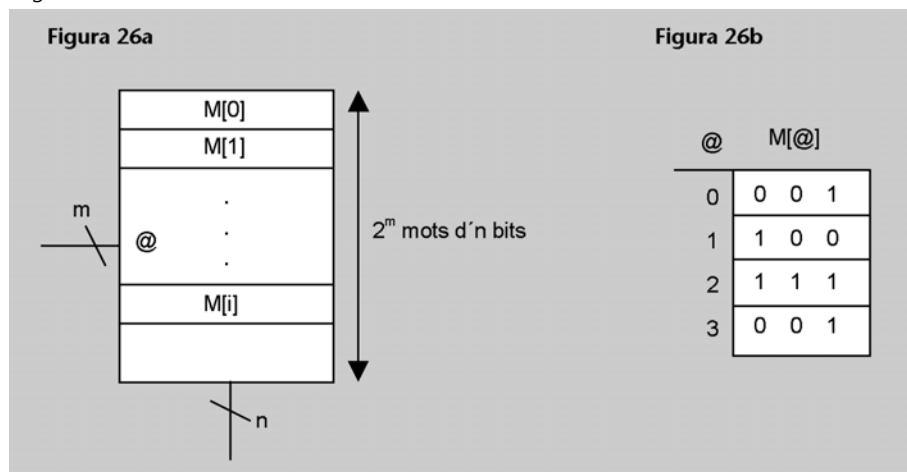 Figura 26a
M[0]
M[1]
.
.
.
@
m
M[i]
n
2^m mots d´n bits
Figura 26b
@ M[@]
0 0 0 1
1 1 0 0
2 1 1 1
3 0 0 1